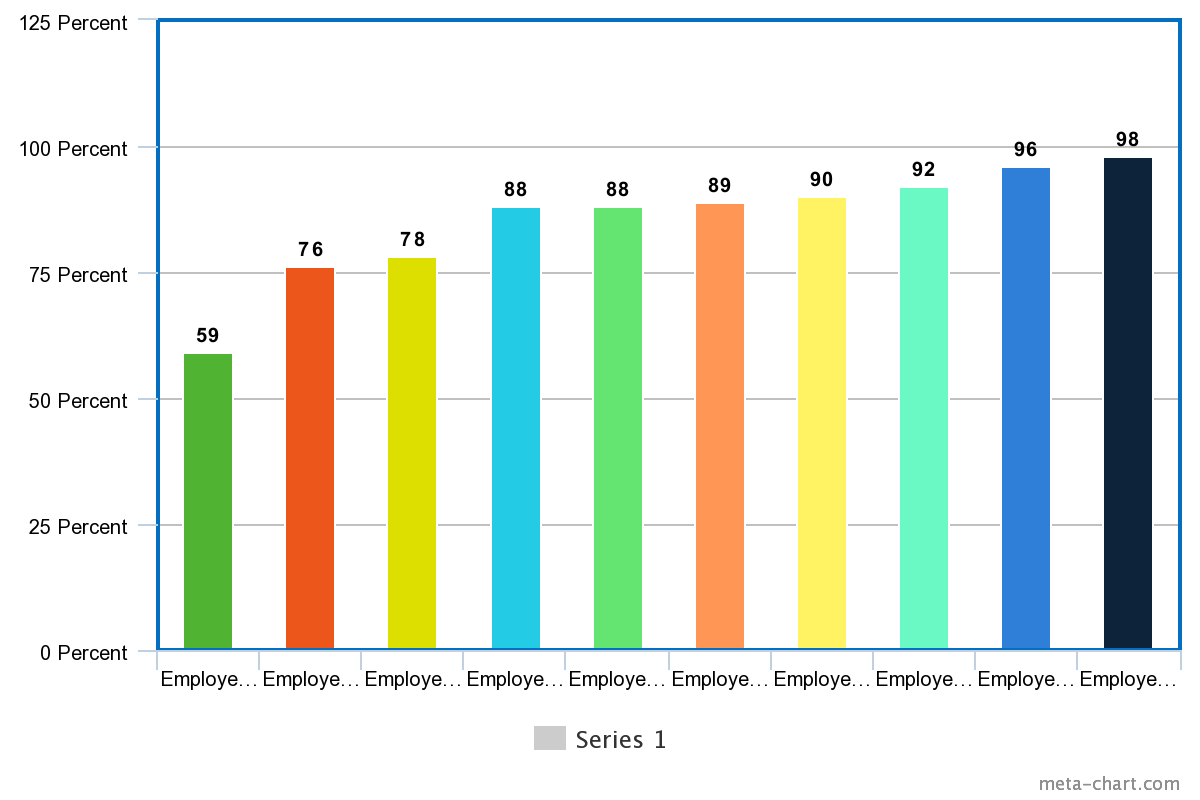 125 Percent
100 Percent
75 Percent
50 Percent
25 Percent
0 Percent
59
76
78
88
88
89
90
92
96
98
Employe… Employe… Employe… Employe… Employe… Employe… Employe… Employe… Employe… Employe…
Series 1
meta-chart.com